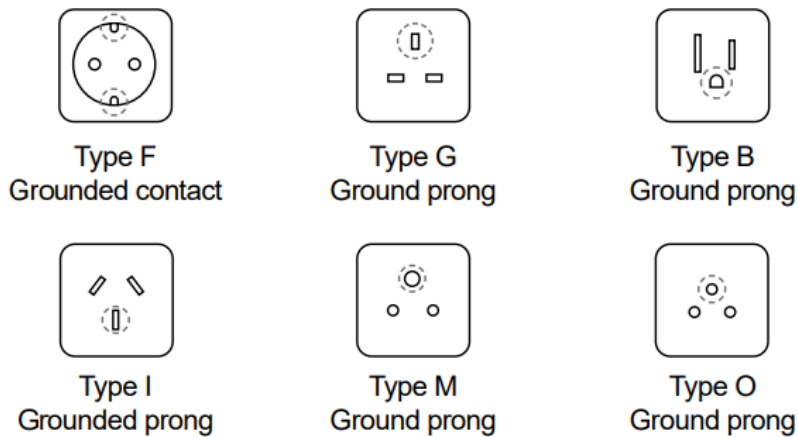 Type F
Grounded contact
Type G
Ground prong
Type B
Ground prong
Type I
Grounded prong
Type M
Ground prong
Type O
Ground prong